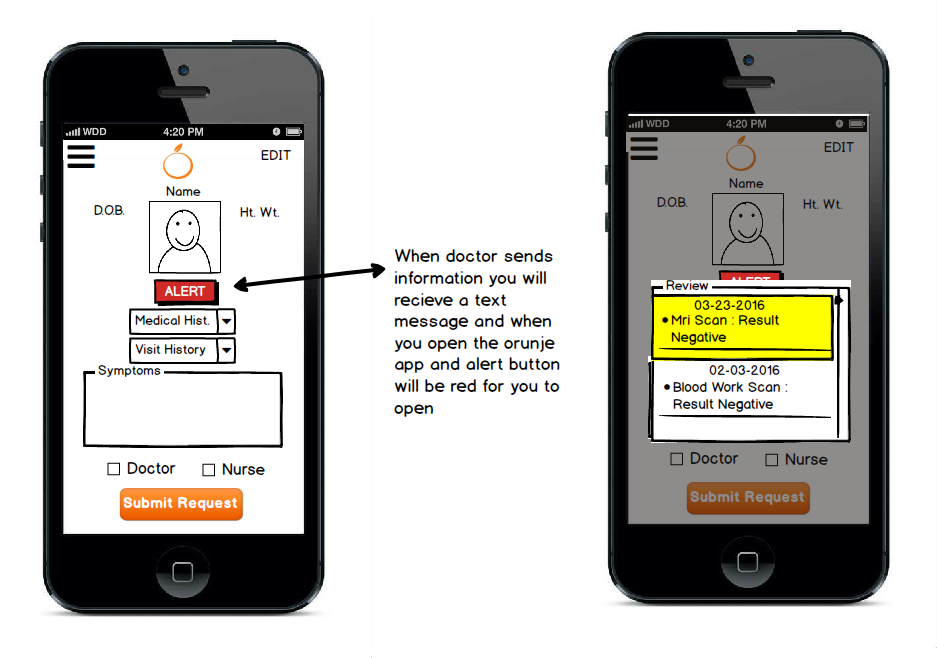 WDD 4:20 PM
EDIT
Name
D.O.B.
Ht. Wt.
ALERT
Medical Hist.
Visit History
Symptoms
Doctor Nurse
Submit Request
When doctor sends
information you will
recieve a text
message and when
you open the orunje
app and alert button
will be red for you to
open
WDD 4:20 PM
EDIT
Name
D.O.B.
Ht. Wt.
ALERT
Review
03-23-2016
Mri Scan : Result
Negative
02-03-2016
Blood Work Scan :
Result Negative
Doctor Nurse
Submit Request